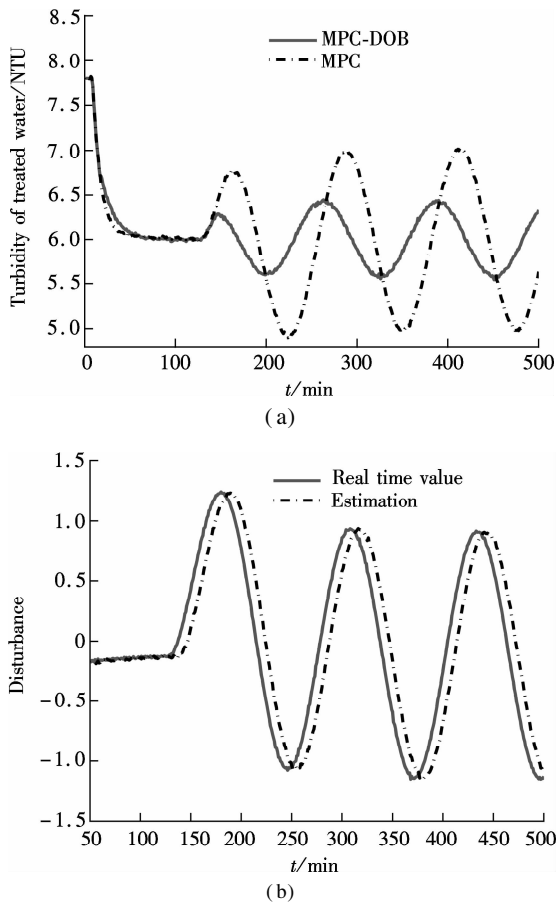 8.5
8.0
7.5
7.0
6.5
6.0
5.5
5.0
Turbidity of treated water/NTU
MPC-DOB
MPC
0 100 200 300 400 500
t/min
(a)
1.5
1.0
0.5
0
−0.5
−1.0
−1.5
Disturbance
Real time value
Estimation
50 100 150 200 250 300 350 400 450 500
t/min
(b)